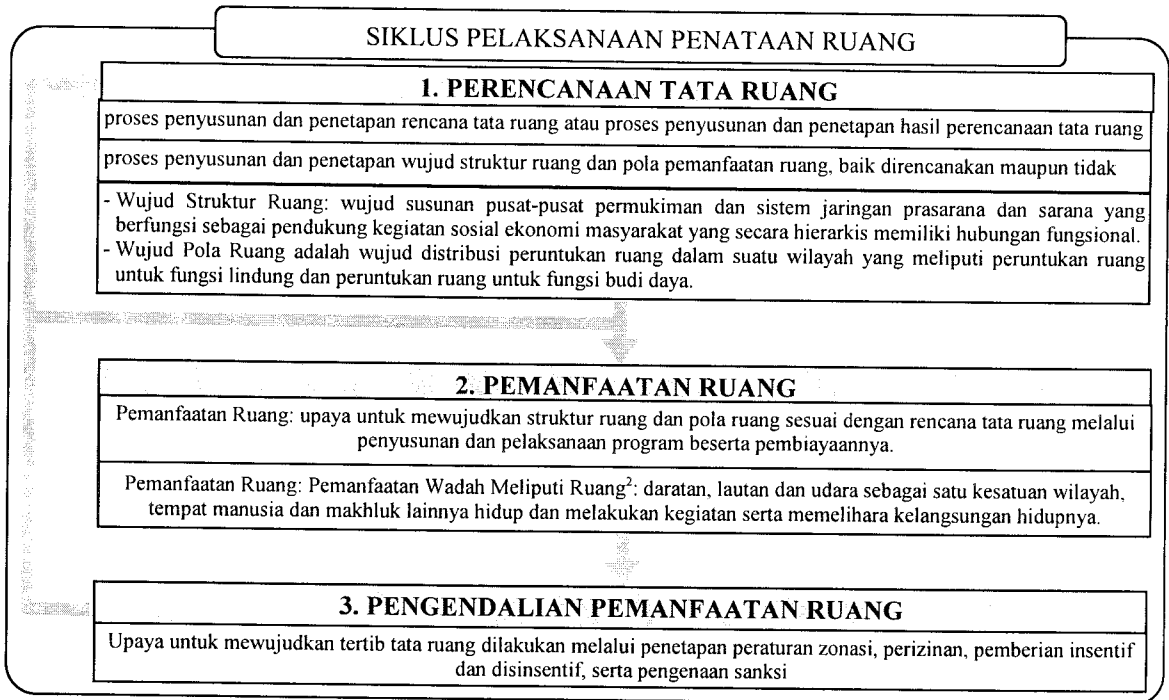 SIKLUS PELAKSANAAN PENATAAN RUANG
1. PERENCANAAN TATA RUANG
proses penyusunan dan penetapan rencana tata ruang atau proses penyusunan dan penetapan hasil perencanaan tata ruang
proses penyusunan dan penetapan wujud struktur ruang dan pola pemanfaatan ruang, baik direncanakan maupun tidak
- Wujud Struktur Ruang: wujud susunan pusat-pusat permukiman dan sistem jaringan prasarana dan sarana yang
berfungsi sebagai pendukung kegiatan sosial ekonomi masyarakat yang secara hierarkis memiliki hubungan fungsional.
- Wujud Pola Ruang adalah wujud distribusi peruntukan ruang dalam suatu wilayah yang meliputi peruntukan ruang
untuk fungsi lindung dan peruntukan ruang untuk fungsi budi daya.
2. PEMANFAATAN RUANG
Pemanfaatan Ruang: upaya untuk mewujudkan struktur ruang dan pola ruang sesuai dengan rencana tata ruang melalui
penyusunan dan pelaksanaan program beserta pembiayaannya.
Pemanfaatan Ruang: Pemanfaatan Wadah Meliputi Ruang²: daratan, lautan dan udara sebagai satu kesatuan wilayah,
tempat manusia dan makhluk lainnya hidup dan melakukan kegiatan serta memelihara kelangsungan hidupnya.
3. PENGENDALIAN PEMANFAATAN RUANG
Upaya untuk mewujudkan tertib tata ruang dilakukan melalui penetapan peraturan zonasi, perizinan, pemberian insentif
dan disinsentif, serta pengenaan sanksi